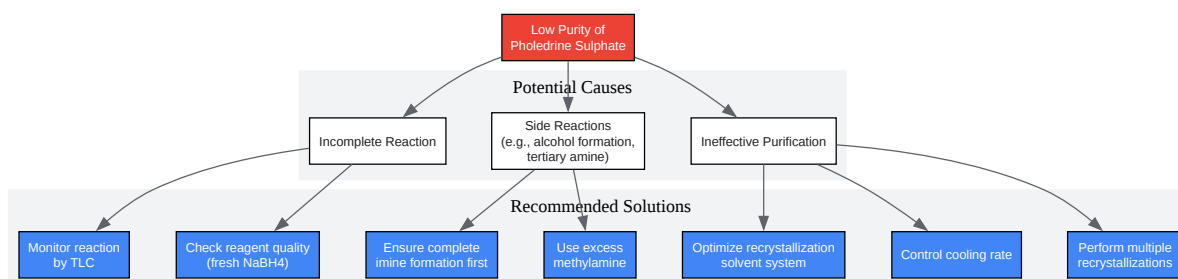 Low Purity of
Pholedrine Sulphate
Potential Causes
Incomplete Reaction
Side Reactions
(e.g., alcohol formation,
tertiary amine)
Ineffective Purification
Recommended Solutions
Monitor reaction
by TLC
Check reagent quality
(fresh NaBH4)
Ensure complete
imine formation first
Use excess
methylamine
Optimize recrystallization
solvent system
Control cooling rate
Perform multiple
recrystallizations